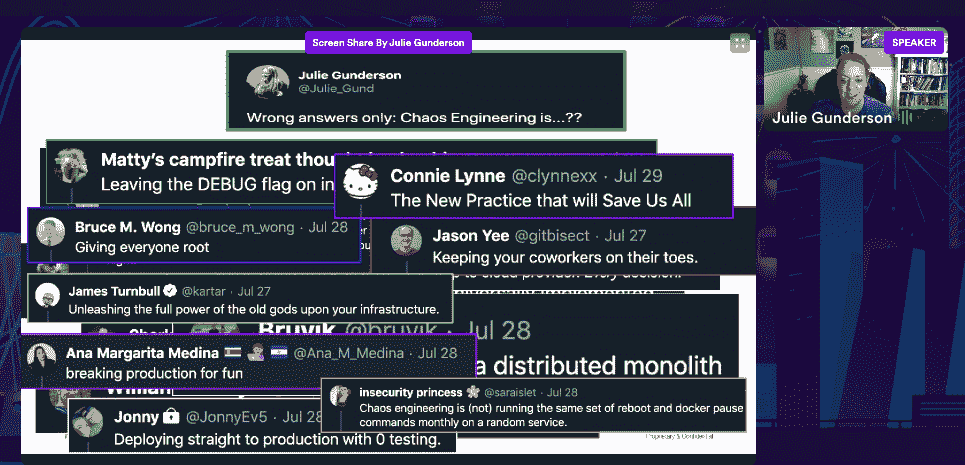 Screen Share By Julie Gunderson
SPEAKER
Julie Gunderson
Julie Gunderson
@Julie_Gund
Wrong answers only: Chaos Engineering is...??
Matty's campfire treat
Leaving the DEBUG flag on in
Connie Lynne @clynnexx · Jul 29
The New Practice that will Save Us All
Bruce M. Wong @bruce_m_wong · Jul 28
Giving everyone root
Jason Yee @gitbisect · Jul 27
Keeping your coworkers on their toes.
James Turnbull @kartar · Jul 27
Unleashing the full power of the old gods upon your infrastructure.
Bruvik @bruvik · Jul 28
a distributed monolith
Ana Margarita Medina @Ana_M_Medina · Jul 28
breaking production for fun
insecurity princess @saraislet · Jul 28
Chaos engineering is (not) running the same set of reboot and docker pause
commands monthly on a random service.
Jonny @JonnyEv5 · Jul 28
Deploying straight to production with 0 testing.
Proprietary & Confidential